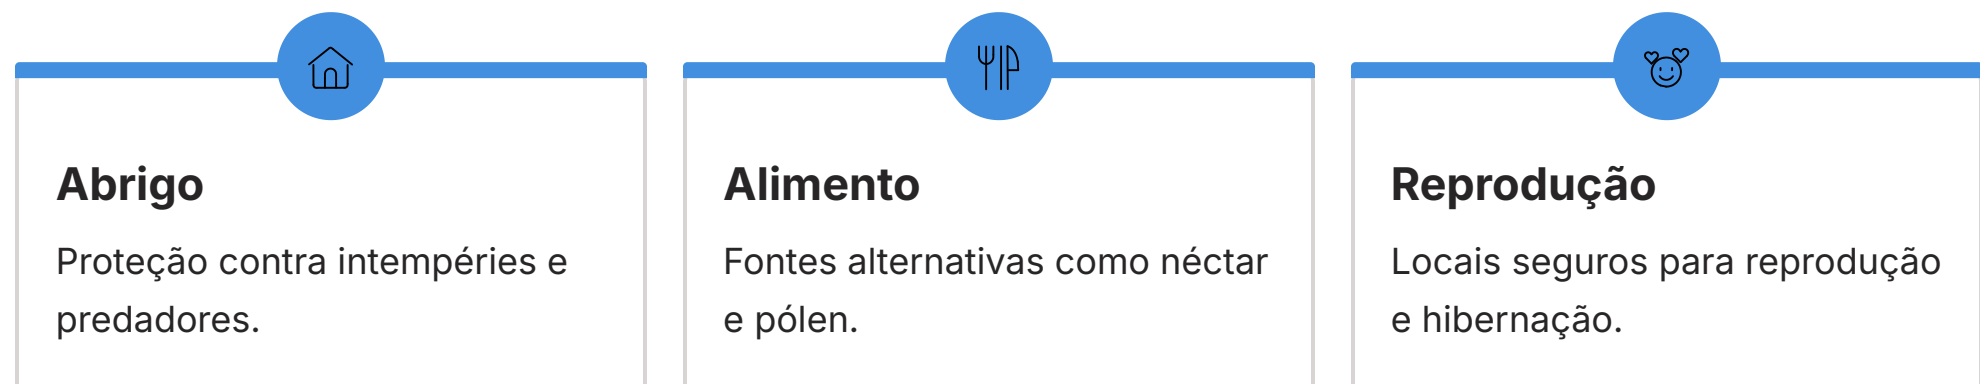 Abrigo
Proteção contra intempéries e
predadores.
Alimento
Fontes alternativas como néctar
e pólen.
Reprodução
Locais seguros para reprodução
e hibernação.